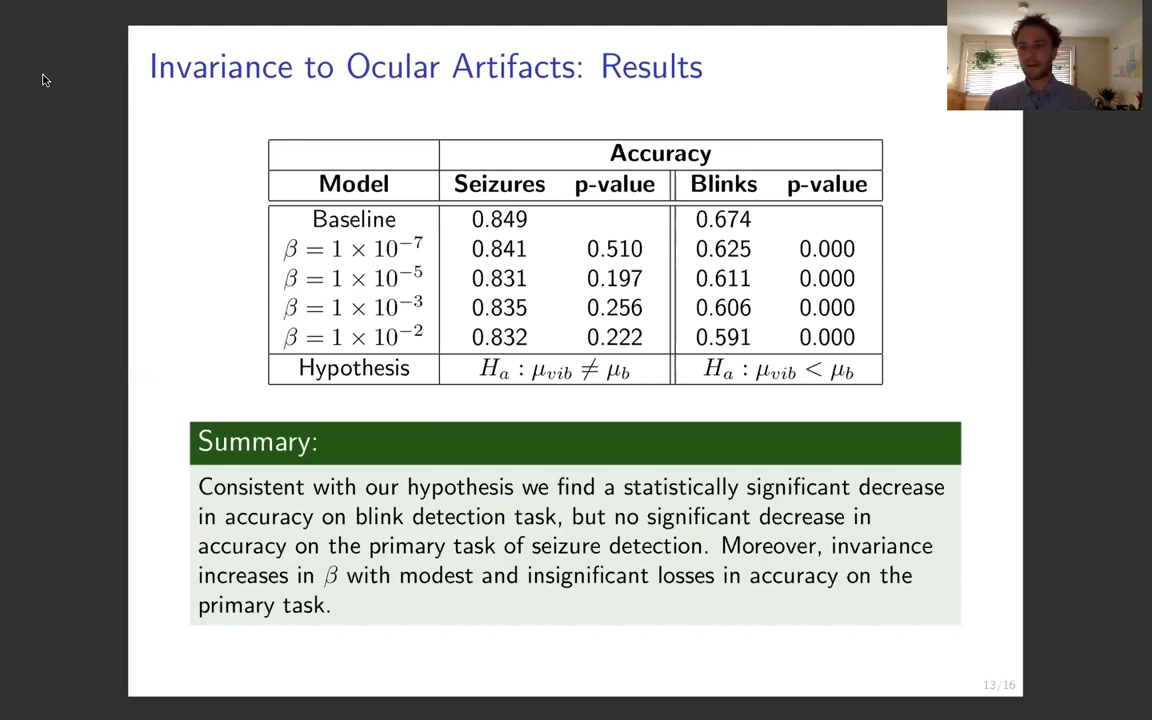 Invariance to Ocular Artifacts: Results
Accuracy
Model Seizures p-value Blinks p-value
Baseline 0.849 0.674
β = 1 × 10⁻⁷ 0.841 0.510 0.625 0.000
β = 1 × 10⁻⁵ 0.831 0.197 0.611 0.000
β = 1 × 10⁻³ 0.835 0.256 0.606 0.000
β = 1 × 10⁻² 0.832 0.222 0.591 0.000
Hypothesis H_a : μ_vib ≠ μ_b H_a : μ_vib < μ_b
Summary:
Consistent with our hypothesis we find a statistically significant decrease
in accuracy on blink detection task, but no significant decrease in
accuracy on the primary task of seizure detection. Moreover, invariance
increases in β with modest and insignificant losses in accuracy on the
primary task.
13/16